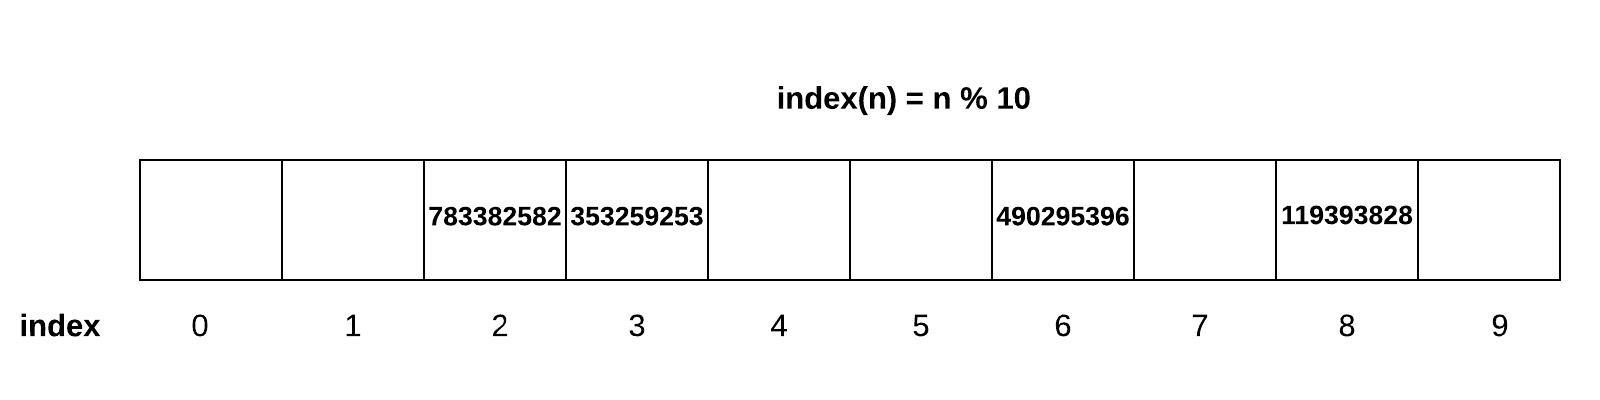 index(n) = n % 10
783382582 353259253 490295396 119393828
index 0 1 2 3 4 5 6 7 8 9